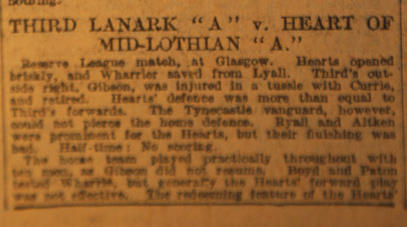 THIRD LANARK "A" v. HEART OF
MID-LOTHIAN "A."
Reserve League match, at Glasgow. Hearts opened
briskly, and Wharrier saved from Lyall. Third's out-
side right, Gibson, was injured in a tussle with Currie,
and retired. Hearts' defence was more than equal to
Third's forwards. The Tynecastle vanguard, however,
could not pierce the home defence. Ryall and Aitken
were prominent for the Hearts, but their finishing was
bad. Half-time: No scoring.
The home team played practically throughout with
ten men, as Gibson did not resume. Boyd and Paton
tested but generally the Hearts' forward play
was not effective. The redeeming feature of the Hearts'